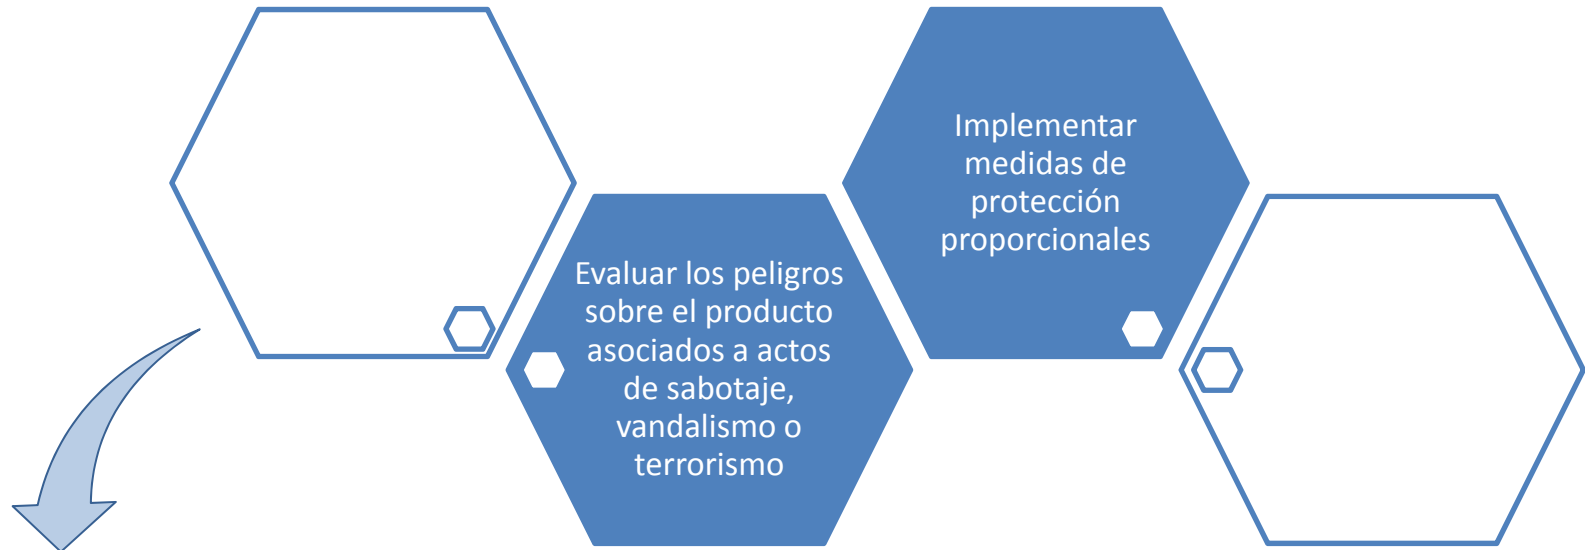 Evaluar los peligros
sobre el producto
asociados a actos
de sabotaje,
vandalismo o
terrorismo
Implementar
medidas de
protección
proporcionales